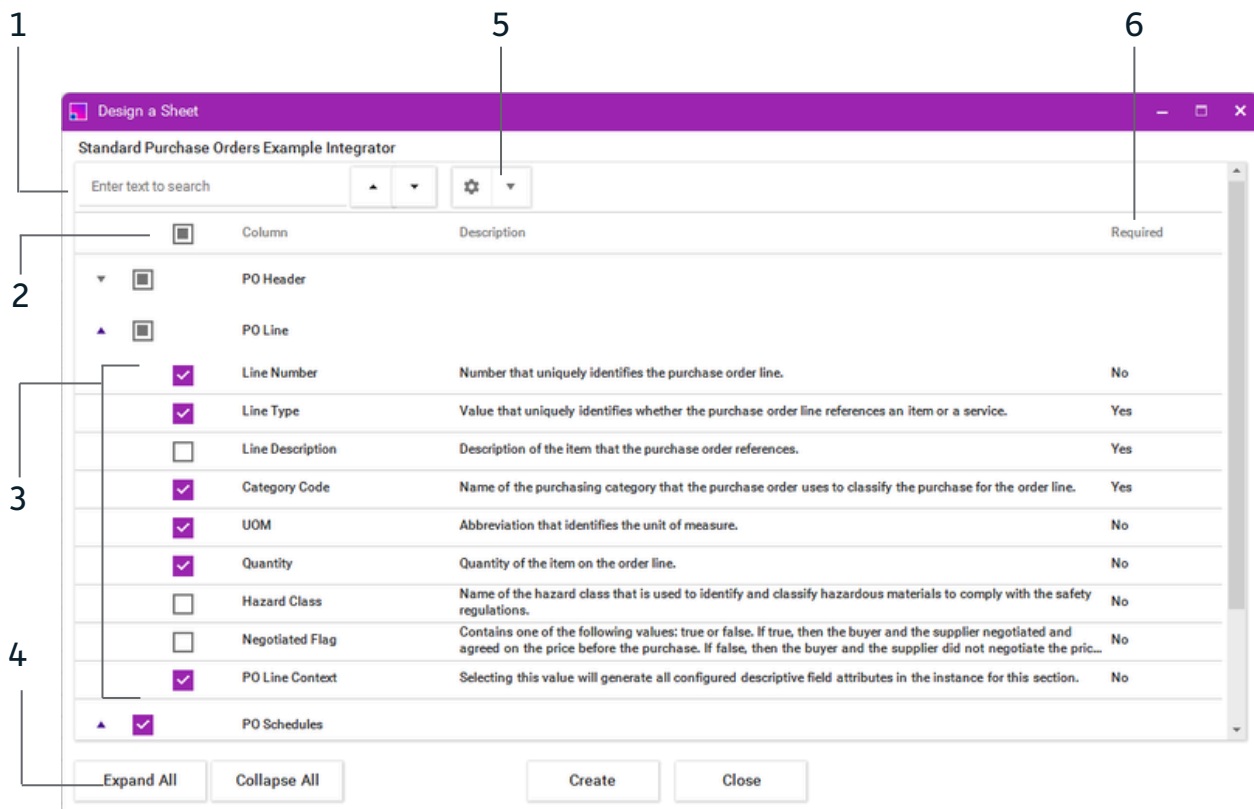 1 5 6
Design a Sheet
Standard Purchase Orders Example Integrator
Enter text to search
Column Description Required
2
PO Header
PO Line
Line Number Number that uniquely identifies the purchase order line. No
3
Line Type Value that uniquely identifies whether the purchase order line references an item or a service. Yes
Line Description Description of the item that the purchase order references. Yes
Category Code Name of the purchasing category that the purchase order uses to classify the purchase for the order line. Yes
UOM Abbreviation that identifies the unit of measure. No
Quantity Quantity of the item on the order line. No
Hazard Class Name of the hazard class that is used to identify and classify hazardous materials to comply with the safety
regulations. No
Negotiated Flag Contains one of the following values: true or false. If true, then the buyer and the supplier negotiated and
agreed on the price before the purchase. If false, then the buyer and the supplier did not negotiate the pric... No
4
PO Line Context Selecting this value will generate all configured descriptive field attributes in the instance for this section. No
PO Schedules
Expand All Collapse All Create Close